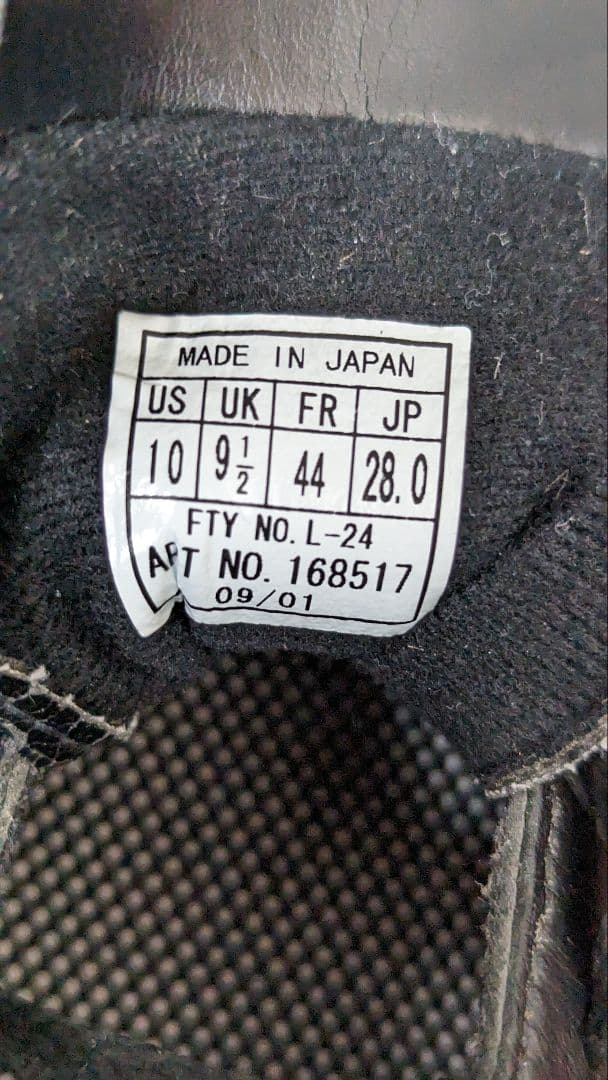 MADE IN JAPAN
US UK FR JP
10 9 1/2 44 28.0
FTY NO. L-24
ART NO. 168517
09/01